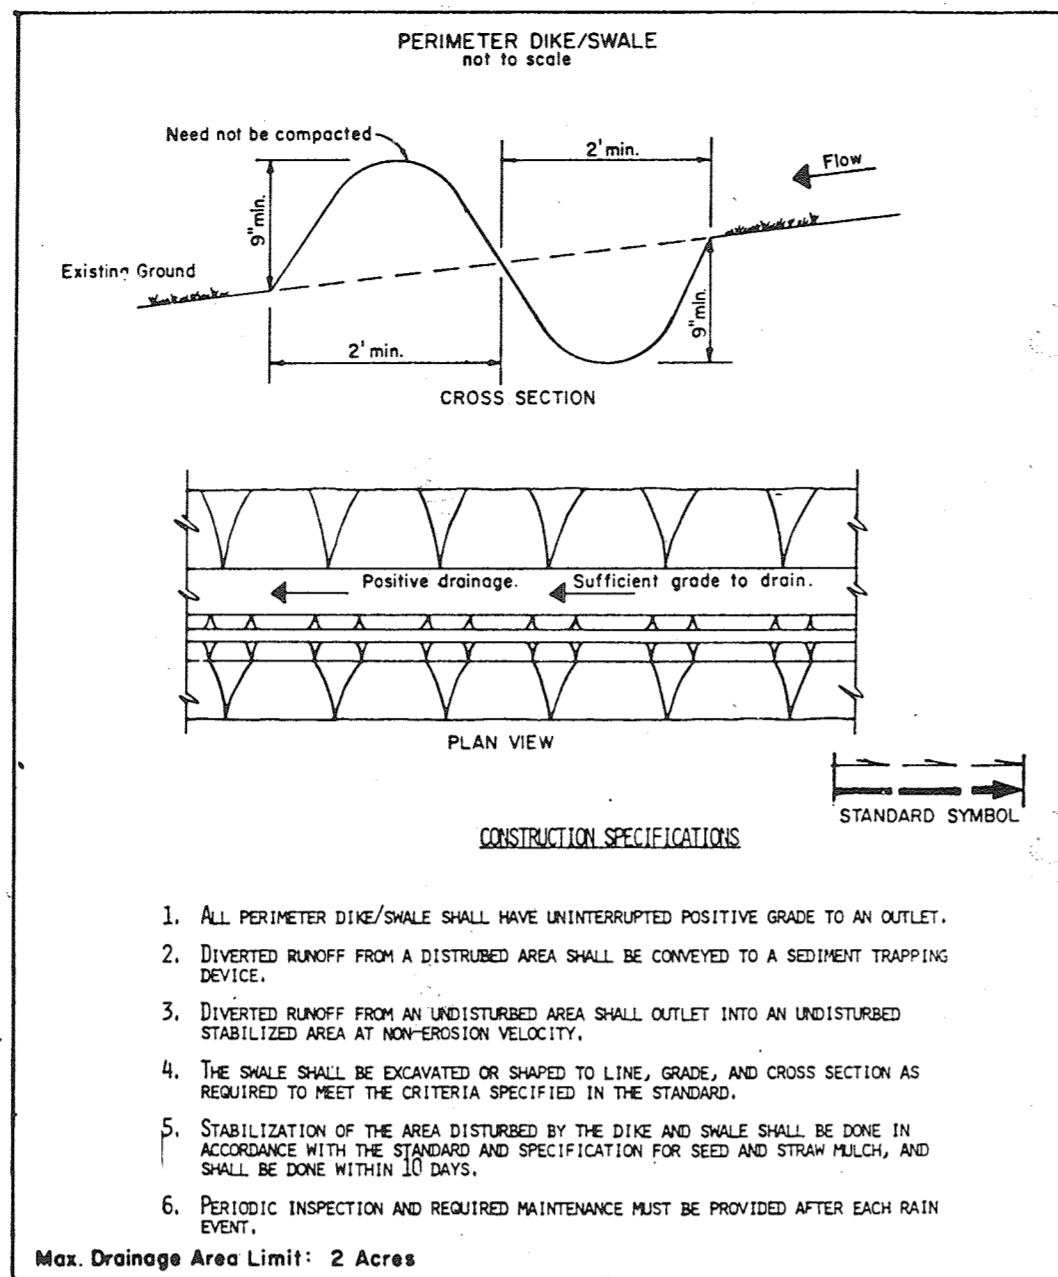 PERIMETER DIKE/SWALE
not to scale
Need not be compacted
2' min.
Flow
9" min.
Existing Ground
9" min.
2' min.
CROSS SECTION
Positive drainage.
Sufficient grade to drain.
PLAN VIEW
STANDARD SYMBOL
CONSTRUCTION SPECIFICATIONS
1. ALL PERIMETER DIKE/SWALE SHALL HAVE UNINTERRUPTED POSITIVE GRADE TO AN OUTLET.
2. DIVERTED RUNOFF FROM A DISTRUBED AREA SHALL BE CONVEYED TO A SEDIMENT TRAPPING
DEVICE.
3. DIVERTED RUNOFF FROM AN UNDISTURBED AREA SHALL OUTLET INTO AN UNDISTURBED
STABILIZED AREA AT NON-EROSION VELOCITY.
4. THE SWALE SHALL BE EXCAVATED OR SHAPED TO LINE, GRADE, AND CROSS SECTION AS
REQUIRED TO MEET THE CRITERIA SPECIFIED IN THE STANDARD.
5. STABILIZATION OF THE AREA DISTURBED BY THE DIKE AND SWALE SHALL BE DONE IN
ACCORDANCE WITH THE STANDARD AND SPECIFICATION FOR SEED AND STRAW MULCH, AND
SHALL BE DONE WITHIN 10 DAYS.
6. PERIODIC INSPECTION AND REQUIRED MAINTENANCE MUST BE PROVIDED AFTER EACH RAIN
EVENT.
Max. Drainage Area Limit: 2 Acres